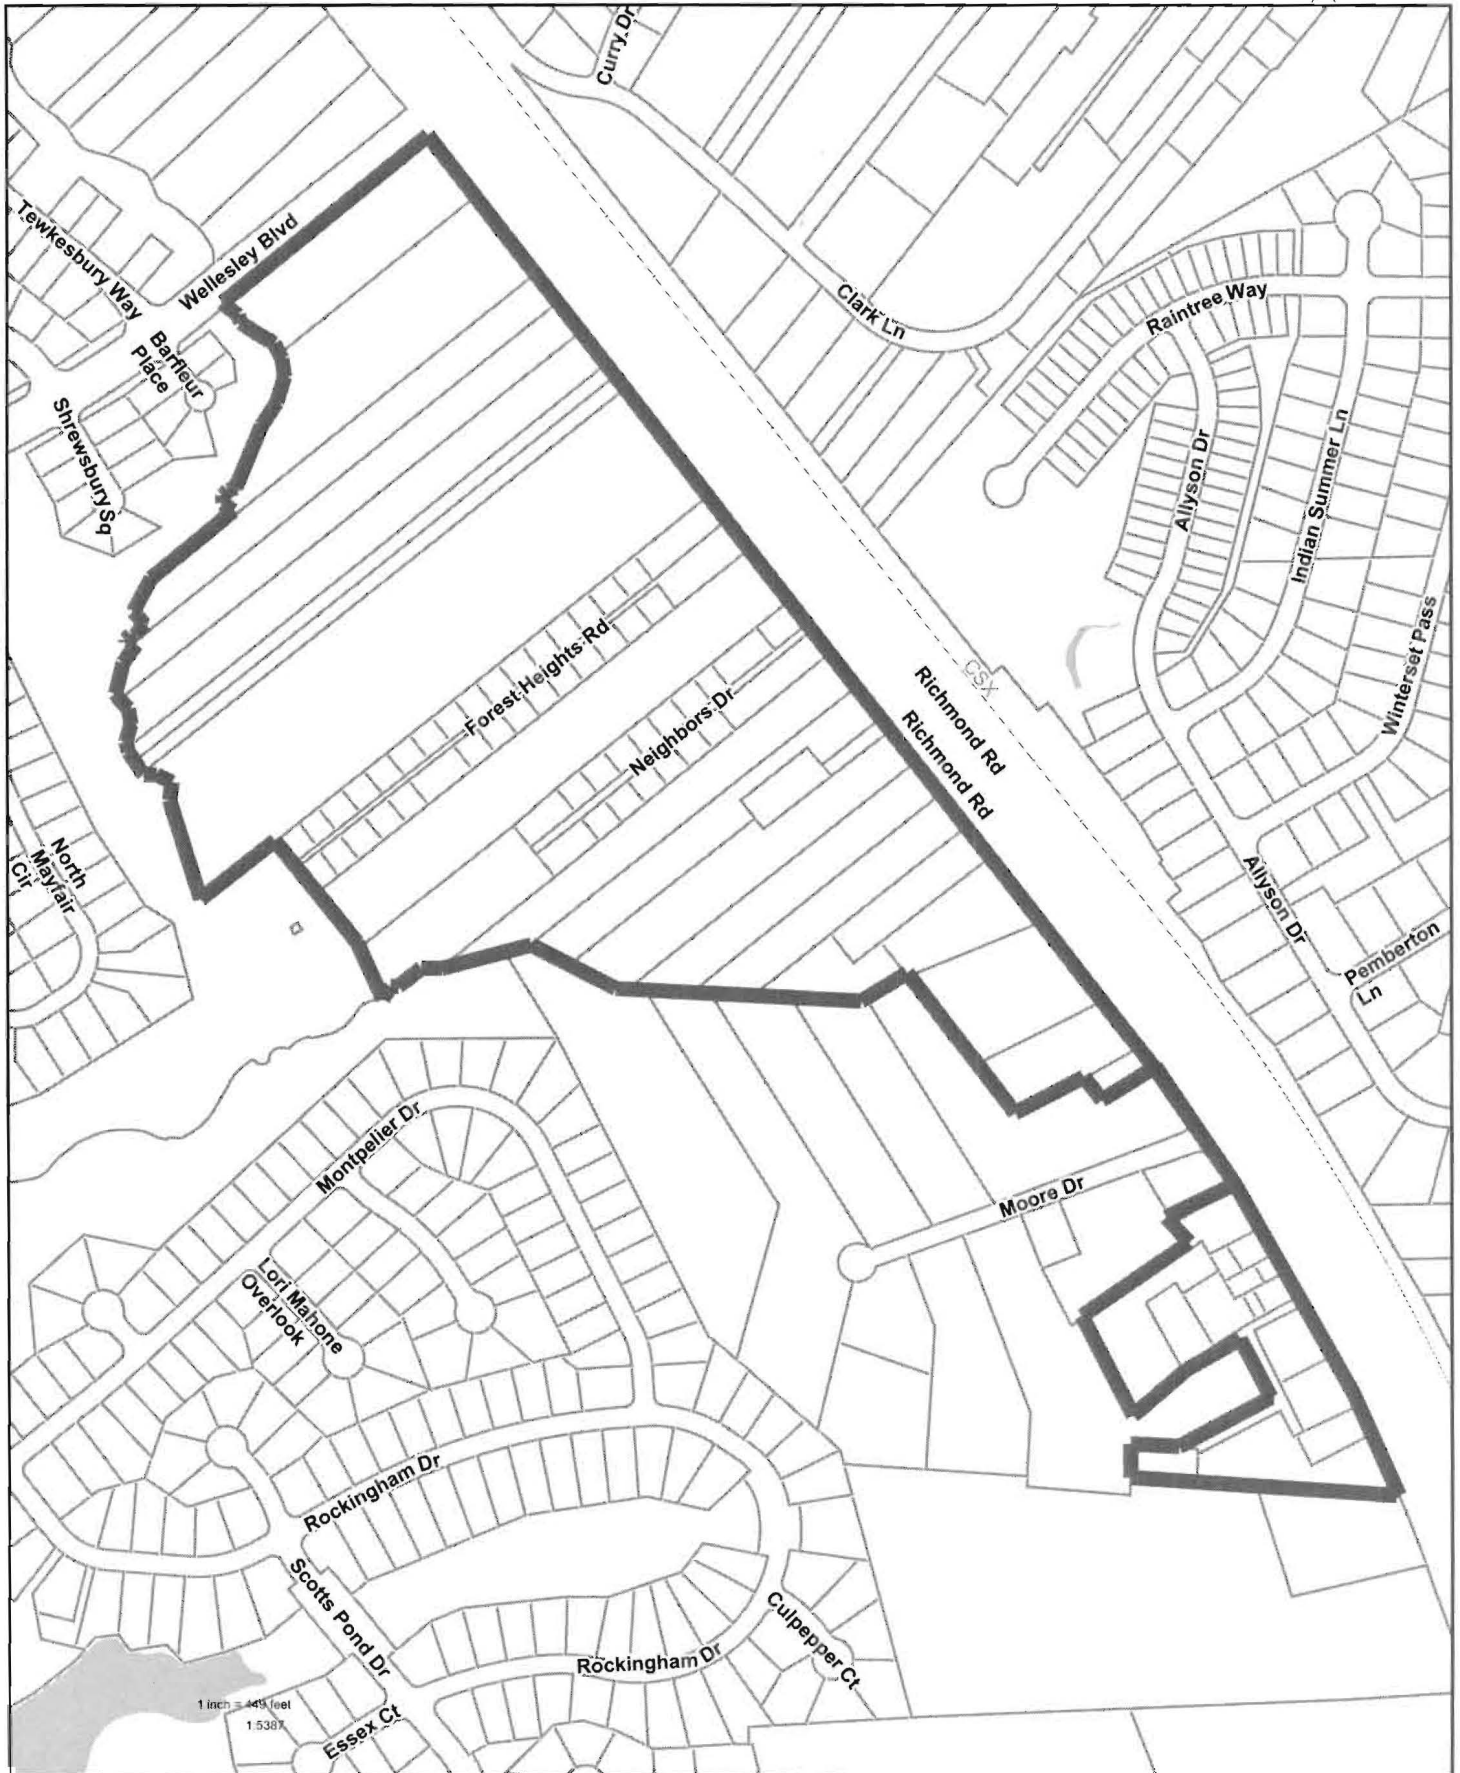 Curry Dr
Tewkesbury Way
Wellesley Blvd
Clark Ln
Raintree Way
Barfleur
Place
Shrewsbury Sq
Allyson Dr
Indian Summer Ln
Winterset Pass
Forest Heights Rd
Neighbors Dr
CSX
Richmond Rd
Richmond Rd
North
Mayfair
Cir
Allyson Dr
Pemberton
Ln
Montpelier Dr
Moore Dr
Lori Mahone
Overlook
Rockingham Dr
Scotts Pond Dr
Culpepper Ct
Rockingham Dr
1 inch = 449 feet
1:5387
Essex Ct